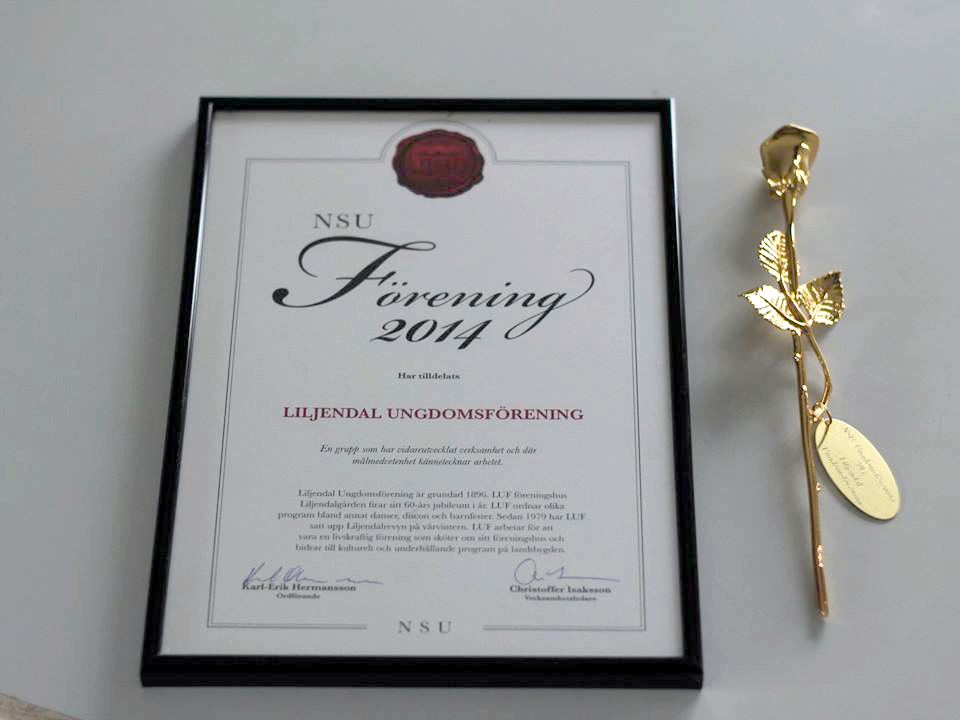 NSU
Förening
2014
Har tilldelats
LILJENDAL UNGDOMSFÖRENING
En grupp som har vidareutvecklat verksamhet och där
målmedvetenhet kännetecknar arbetet.
Liljendal Ungdomsförening är grundad 1896. LUF föreningshus
Liljendalgården firar sitt 60-års jubileum i år. LUF ordnar olika
program bland annat danser, discon och barnfester. Sedan 1979 har LUF
satt upp Liljendalrevyn på vårvintern. LUF arbetar för att
vara en livskraftig förening som sköter om sitt föreningshus och
bidrar till kulturelt och underhållande program på landsbygden.
Karl-Erik Hermansson
Ordförande
Christoffer Isaksson
Verksamhetsledare
NSU
NSU
Liljendal